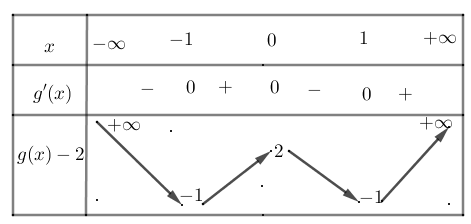 x −∞ −1 0 1 +∞
g′(x) − 0 + 0 − 0 +
+∞ +∞
g(x) − 2 2
−1 −1